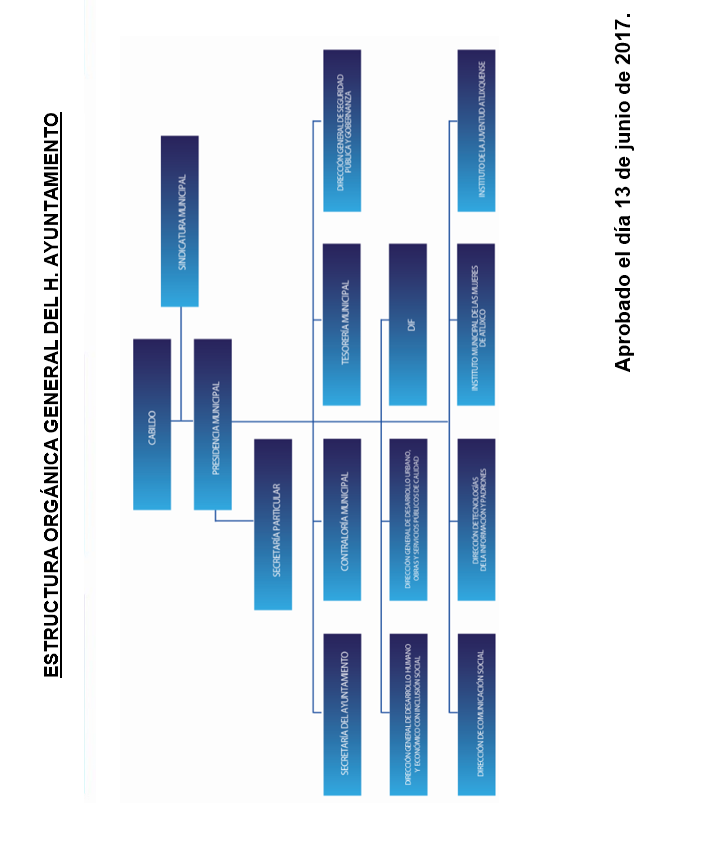 ESTRUCTURA ORGÁNICA GENERAL DEL H. AYUNTAMIENTO
CABILDO
SINDICATURA MUNICIPAL
PRESIDENCIA MUNICIPAL
SECRETARÍA PARTICULAR
SECRETARÍA DEL AYUNTAMIENTO
CONTRALORÍA MUNICIPAL
TESORERÍA MUNICIPAL
DIRECCIÓN GENERAL DE SEGURIDAD
PÚBLICA Y GOBERNANZA
DIRECCIÓN GENERAL DE DESARROLLO HUMANO
Y ECONÓMICO CON INCLUSIÓN SOCIAL
DIRECCIÓN GENERAL DE DESARROLLO URBANO,
OBRAS Y SERVICIOS PÚBLICOS DE CALIDAD
DIF
DIRECCIÓN DE COMUNICACIÓN SOCIAL
DIRECCIÓN DE TECNOLOGÍAS
DE LA INFORMACIÓN Y PADRONES
INSTITUTO MUNICIPAL DE LAS MUJERES
DE ATLIXCO
INSTITUTO DE LA JUVENTUD ATLIXQUENSE
Aprobado el día 13 de junio de 2017.